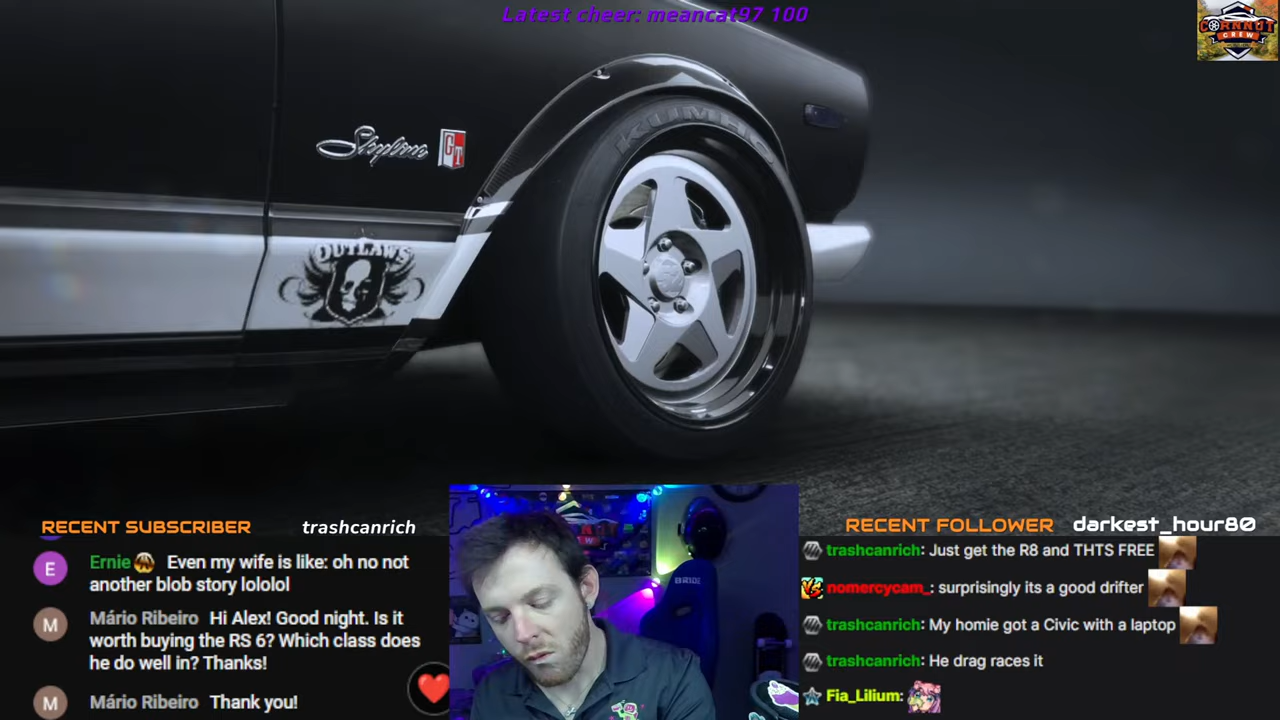 Latest cheer: meancat97 100
CORNNUT
CREW
KUMHO
Skyline GT
OUTLAWS
BRIDE
RECENT SUBSCRIBER trashcanrich
E
Ernie Even my wife is like: oh no not
another blob story lololol
M
Mário Ribeiro Hi Alex! Good night. Is it
worth buying the RS 6? Which class does
he do well in? Thanks!
M
Mário Ribeiro Thank you!
RECENT FOLLOWER darkest_hour80
trashcanrich: Just get the R8 and THTS FREE
VS nomercycam_: surprisingly its a good drifter
trashcanrich: My homie got a Civic with a laptop
trashcanrich: He drag races it
Fia_Lilium: